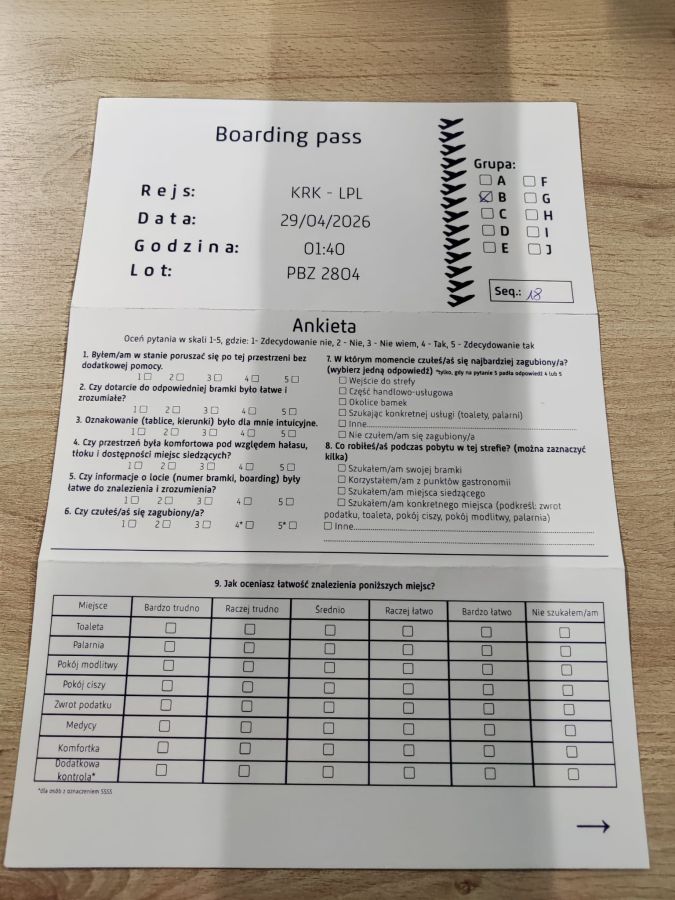 Boarding pass
Rejs: KRK - LPL
Data: 29/04/2026
Godzina: 01:40
Lot: PBZ 2804
Grupa:
A F
B G
C H
D I
E J
Seq.: 18
Ankieta
Oceń pytania w skali 1-5, gdzie: 1- Zdecydowanie nie, 2 - Nie, 3 - Nie wiem, 4 - Tak, 5 - Zdecydowanie tak
1. Byłem/am w stanie poruszać się po tej przestrzeni bez
dodatkowej pomocy.
1 2 3 4 5
2. Czy dotarcie do odpowiedniej bramki było łatwe i
zrozumiałe?
1 2 3 4 5
3. Oznakowanie (tablice, kierunki) było dla mnie intuicyjne.
1 2 3 4 5
4. Czy przestrzeń była komfortowa pod względem hałasu,
tłoku i dostępności miejsc siedzących?
1 2 3 4 5
5. Czy informacje o locie (numer bramki, boarding) byly
łatwe do znalezienia i zrozumienia?
1 2 3 4 5
6. Czy czułeś/aś się zagubiony/a?
1 2 3 4* 5*
7. W którym momencie czułeś/aś się najbardziej zagubiony/a?
(wybierz jedną odpowiedź) *tylko, gdy na pytanie 5 padła odpowiedź 4 lub 5
Wejście do strefy
Część handlowo-usługowa
Okolice bamek
Szukając konkretnej usługi (toalety, palarni)
Inne
Nie czułem/am się zagubiony/a
8. Co robiłeś/aś podczas pobytu w tej strefie? (można zaznaczyć
kilka)
Szukałem/am swojej bramki
Korzystałem/am z punktów gastronomii
Szukałem/am miejsca siedzącego
Szukałem/am konkretnego miejsca (podkreśl: zwrot
podatku, toaleta, pokój ciszy, pokój modlitwy, palarnia)
Inne
9. Jak oceniasz łatwość znalezienia poniższych miejsc?
Miejsce Bardzo trudno Raczej trudno Średnio Raczej łatwo Bardzo łatwo Nie szukałem/am
Toaleta
Palarnia
Pokój modlitwy
Pokój ciszy
Zwrot podatku
Medycy
Komfortka
Dodatkowa
kontrola*
*dla osób z oznaczeniem SSSS